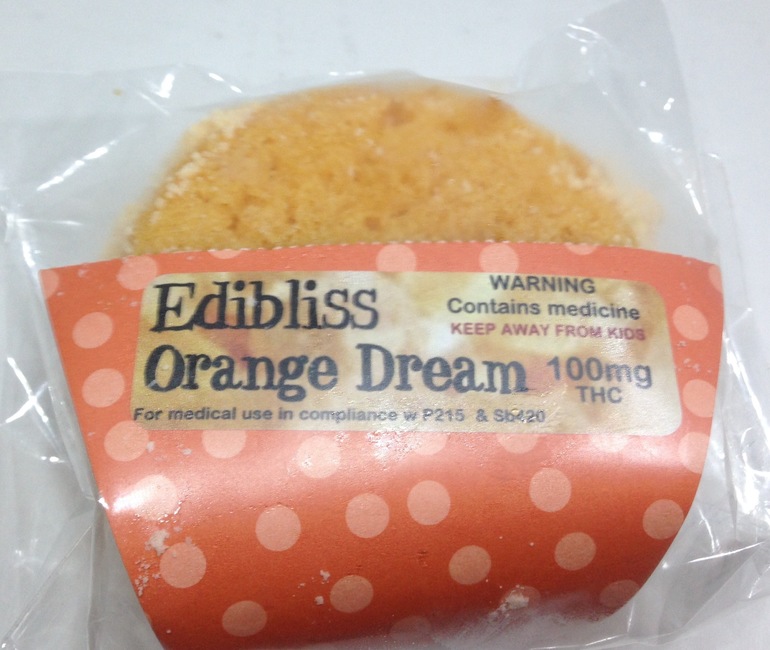 Edibliss
Orange Dream
WARNING
Contains medicine
KEEP AWAY FROM KIDS
100mg
THC
For medical use in compliance w P215 & Sb420